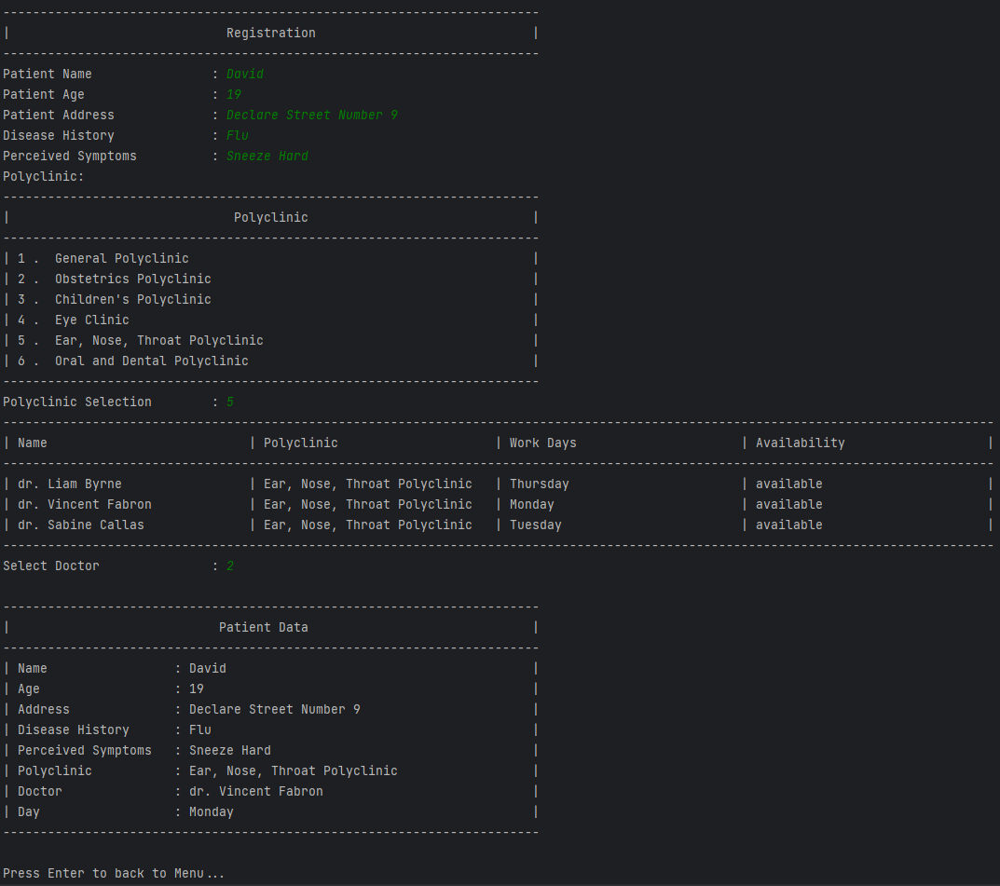 ------------------------------------------------------------------------
|                             Registration                             |
------------------------------------------------------------------------
Patient Name                : David
Patient Age                 : 19
Patient Address             : Declare Street Number 9
Disease History             : Flu
Perceived Symptoms          : Sneeze Hard
Polyclinic:
------------------------------------------------------------------------
|                              Polyclinic                              |
------------------------------------------------------------------------
| 1 .  General Polyclinic                                              |
| 2 .  Obstetrics Polyclinic                                           |
| 3 .  Children's Polyclinic                                           |
| 4 .  Eye Clinic                                                      |
| 5 .  Ear, Nose, Throat Polyclinic                                    |
| 6 .  Oral and Dental Polyclinic                                      |
------------------------------------------------------------------------
Polyclinic Selection        : 5
-------------------------------------------------------------------------------------------------------------------------------------
| Name                           | Polyclinic                     | Work Days                      | Availability                   |
-------------------------------------------------------------------------------------------------------------------------------------
| dr. Liam Byrne                 | Ear, Nose, Throat Polyclinic   | Thursday                       | available                      |
| dr. Vincent Fabron             | Ear, Nose, Throat Polyclinic   | Monday                         | available                      |
| dr. Sabine Callas              | Ear, Nose, Throat Polyclinic   | Tuesday                        | available                      |
-------------------------------------------------------------------------------------------------------------------------------------
Select Doctor               : 2

------------------------------------------------------------------------
|                            Patient Data                              |
------------------------------------------------------------------------
| Name                 : David                                         |
| Age                  : 19                                            |
| Address              : Declare Street Number 9                       |
| Disease History      : Flu                                           |
| Perceived Symptoms   : Sneeze Hard                                   |
| Polyclinic           : Ear, Nose, Throat Polyclinic                  |
| Doctor               : dr. Vincent Fabron                            |
| Day                  : Monday                                        |
------------------------------------------------------------------------

Press Enter to back to Menu...